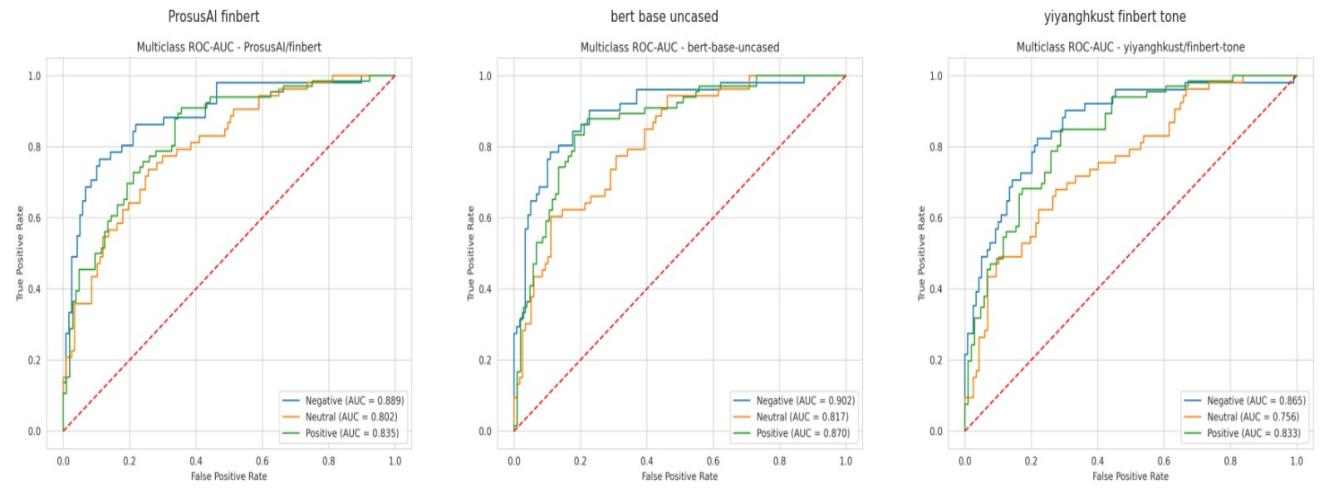 ProsusAI finbert
Multiclass ROC-AUC - ProsusAI/finbert
True Positive Rate
1.0
0.8
0.6
0.4
0.2
0.0
Negative (AUC = 0.889)
Neutral (AUC = 0.802)
Positive (AUC = 0.835)
0.0 0.2 0.4 0.6 0.8 1.0
False Positive Rate
bert base uncased
Multiclass ROC-AUC - bert-base-uncased
True Positive Rate
1.0
0.8
0.6
0.4
0.2
0.0
Negative (AUC = 0.902)
Neutral (AUC = 0.817)
Positive (AUC = 0.870)
0.0 0.2 0.4 0.6 0.8 1.0
False Positive Rate
yiyanghkust finbert tone
Multiclass ROC-AUC - yiyanghkust/finbert-tone
True Positive Rate
1.0
0.8
0.6
0.4
0.2
0.0
Negative (AUC = 0.865)
Neutral (AUC = 0.756)
Positive (AUC = 0.833)
0.0 0.2 0.4 0.6 0.8 1.0
False Positive Rate